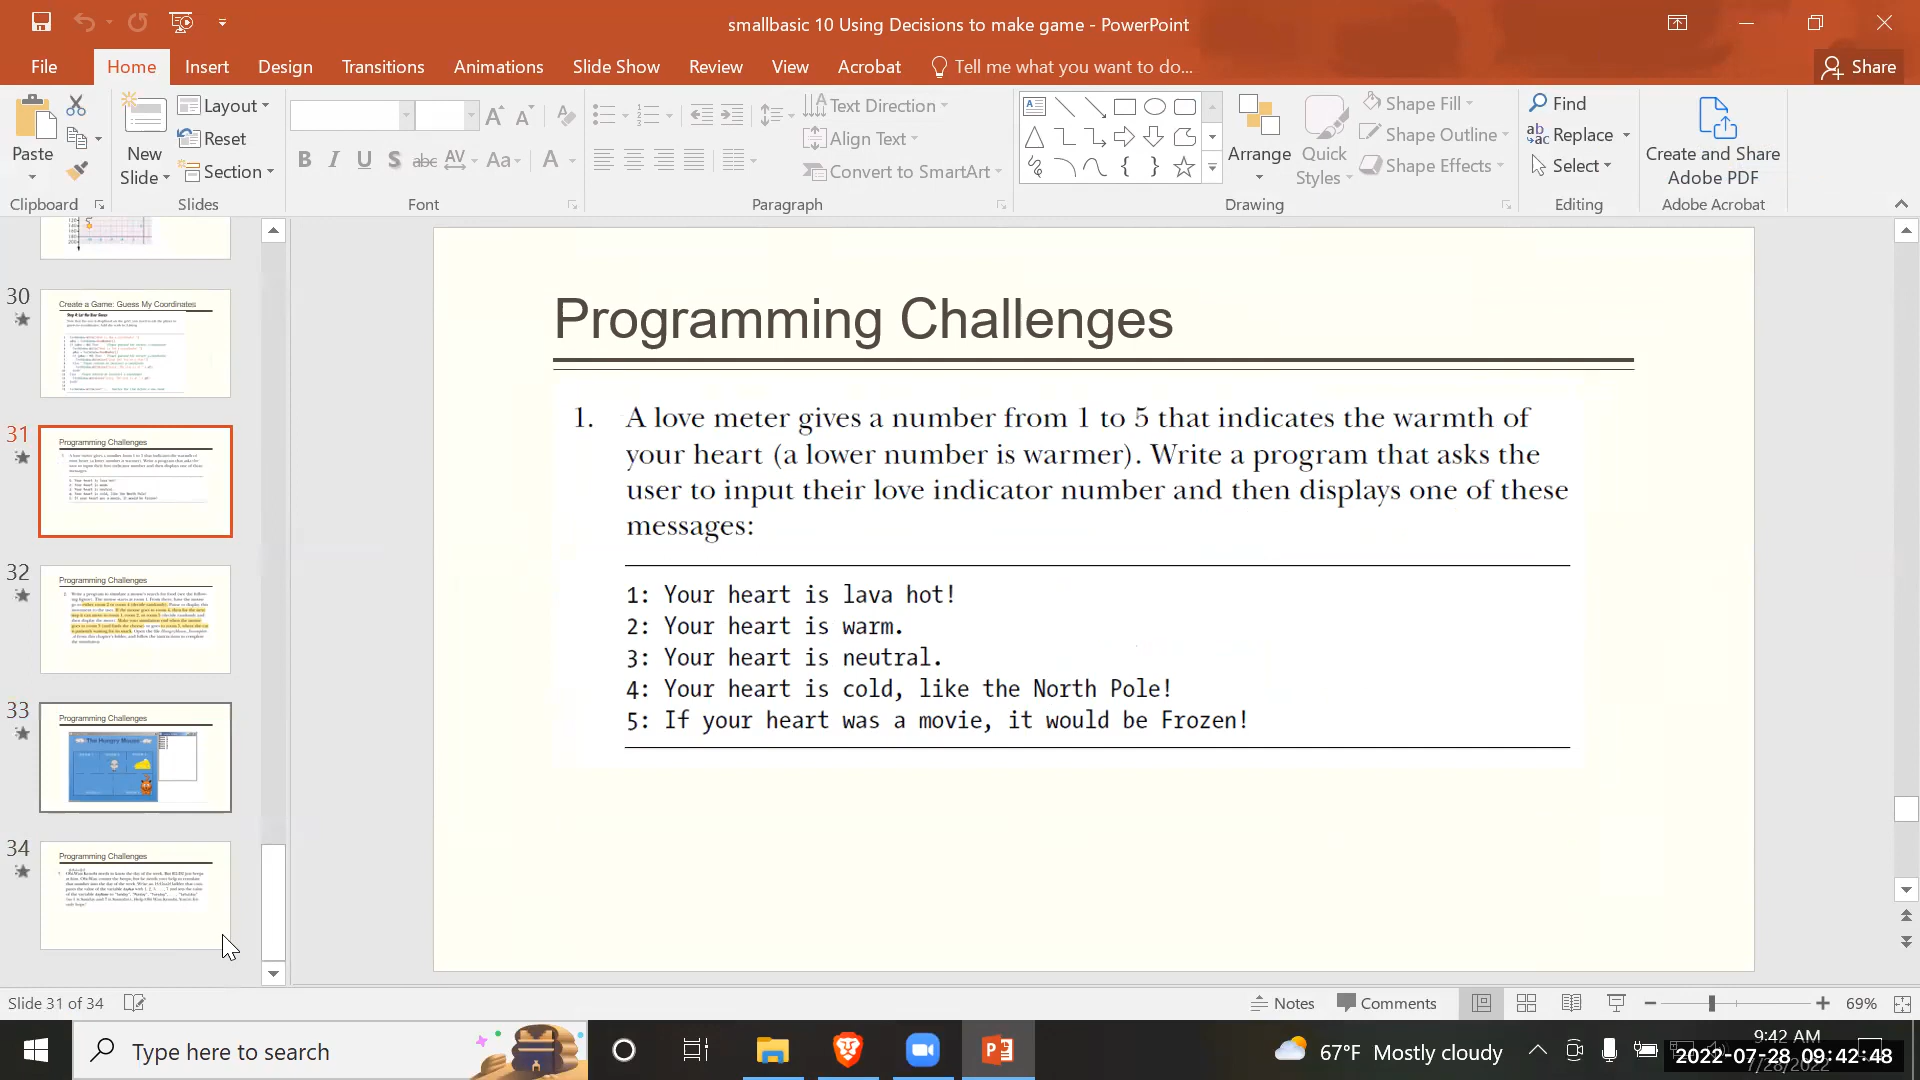 smallbasic 10 Using Decisions to make game - PowerPoint
File Home Insert Design Transitions Animations Slide Show Review View Acrobat Tell me what you want to do... Share
Paste
Clipboard
New
Slide
Layout
Reset
Section
Slides
B I U S abc AV Aa A
Font
Text Direction
Align Text
Convert to SmartArt
Paragraph
Arrange
Quick
Styles
Shape Fill
Shape Outline
Shape Effects
Drawing
Find
Replace
Select
Editing
Create and Share
Adobe PDF
Adobe Acrobat
30
Create a Game: Guess My Coordinates
31
Programming Challenges
32
Programming Challenges
33
Programming Challenges
The Hungry Mouse
34
Programming Challenges
Programming Challenges
1. A love meter gives a number from 1 to 5 that indicates the warmth of
your heart (a lower number is warmer). Write a program that asks the
user to input their love indicator number and then displays one of these
messages:
1: Your heart is lava hot!
2: Your heart is warm.
3: Your heart is neutral.
4: Your heart is cold, like the North Pole!
5: If your heart was a movie, it would be Frozen!
Slide 31 of 34
Notes Comments 69%
Type here to search
67°F Mostly cloudy
9:42 AM
7/28/2022
2022-07-28 09:42:48